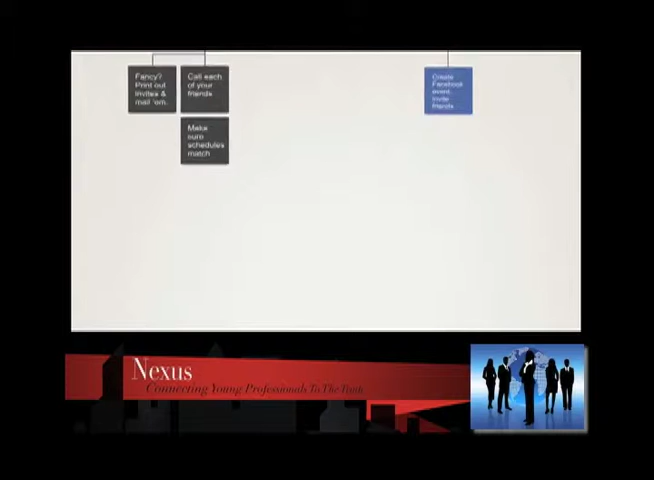 Fancy?
Print out
invites &
mail 'em.
Call each
of your
friends
Make
sure
schedules
match
Create
Facebook
event,
invite
friends
Nexus
Connecting Young Professionals To The Truth